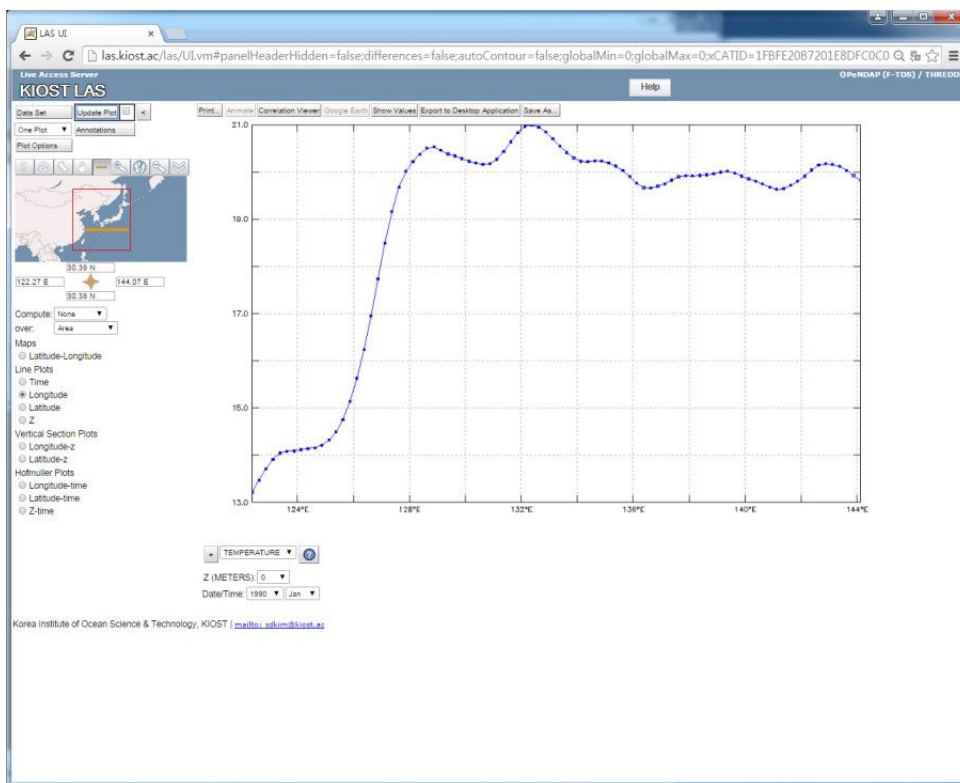 LAS UI
las.kiost.ac/las/UI.vm#panelHeaderHidden=false;differences=false;autoContour=false;globalMin=0;globalMax=0;xCATID=1FBFE20B7201E8DFC0C0
Live Access Server
OPeNDAP (F-TDS) / THREDD
KIOST LAS
Help
Data Set
Update Plot
<
Print...
Animate
Correlation Viewer
Google Earth
Show Values
Export to Desktop Application
Save As...
One Plot
Annotations
Plot Options
30.38 N
122.27 E
144.07 E
30.38 N
Compute: None
over: Area
Maps
Latitude-Longitude
Line Plots
Time
Longitude
Latitude
Z
Vertical Section Plots
Longitude-z
Latitude-z
Hofmuller Plots
Longitude-time
Latitude-time
Z-time
21.0
19.0
17.0
15.0
13.0
124°E 128°E 132°E 136°E 140°E 144°E
+ TEMPERATURE ?
Z (METERS): 0
Date/Time: 1990 Jan
Korea Institute of Ocean Science & Technology, KIOST | mailto: sdkim@kiost.ac